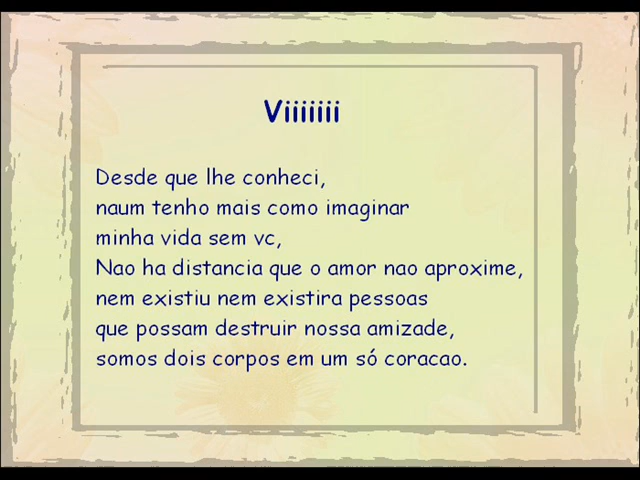 Viiiiiii
Desde que lhe conheci,
naum tenho mais como imaginar
minha vida sem vc,
Nao ha distancia que o amor nao aproxime,
nem existiu nem existira pessoas
que possam destruir nossa amizade,
somos dois corpos em um só coracao.